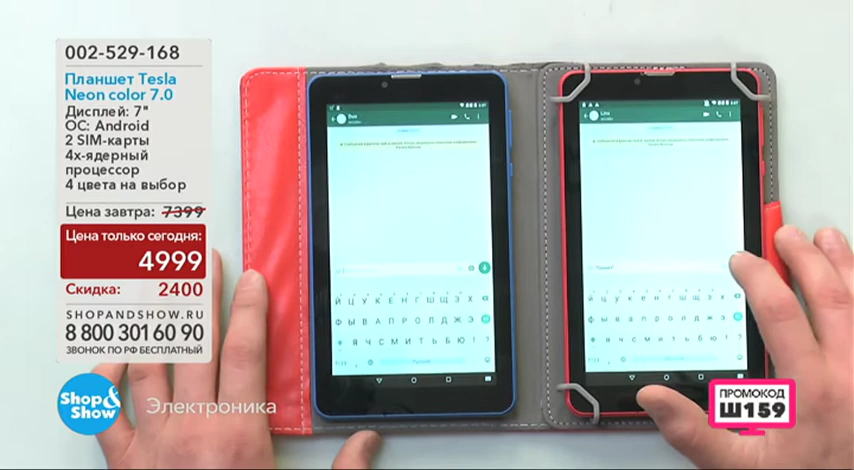 002-529-168
Планшет Tesla
Neon color 7.0
Дисплей: 7"
ОС: Android
2 SIM-карты
4х-ядерный
процессор
4 цвета на выбор
Цена завтра: 7399
Цена только сегодня:
4999
Скидка: 2400
SHOPANDSHOW.RU
8 800 301 60 90
ЗВОНОК ПО РФ БЕСПЛАТНЫЙ
Shop&
Show
Электроника
ПРОМОКОД
Ш159
Й Ц У К Е Н Г Ш Щ З Х
Ф Ы В А П Р О Л Д Ж Э
Я Ч С М И Т Ь Б Ю ! ?
Й Ц У К Е Н Г Ш Щ З Х
Ф Ы В А П Р О Л Д Ж Э
Я Ч С М И Т Ь Б Ю ! ?